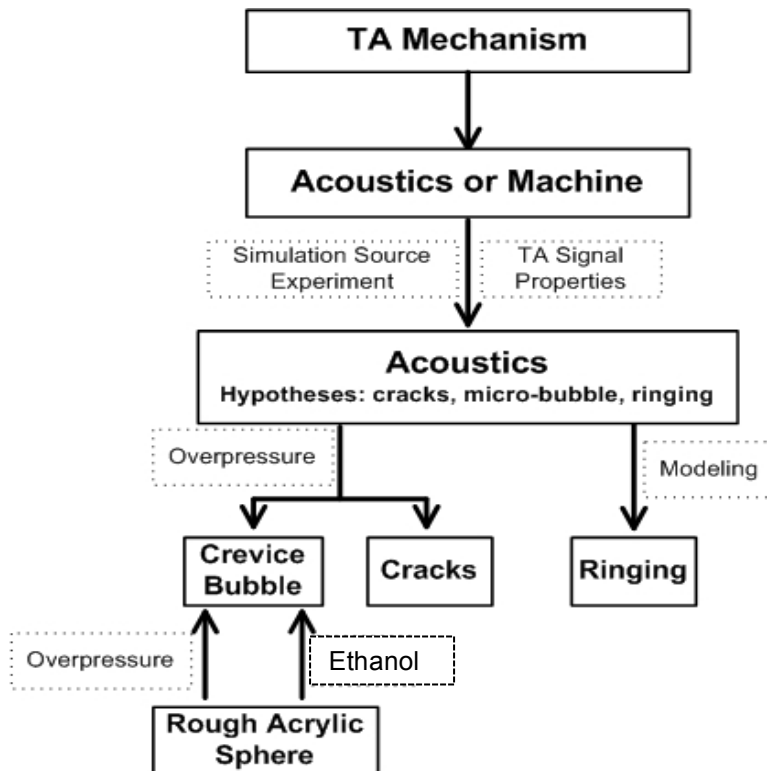 TA Mechanism
Acoustics or Machine
Simulation Source
Experiment
TA Signal
Properties
Acoustics
Hypotheses: cracks, micro-bubble, ringing
Overpressure
Modeling
Crevice
Bubble
Cracks
Ringing
Overpressure
Ethanol
Rough Acrylic
Sphere